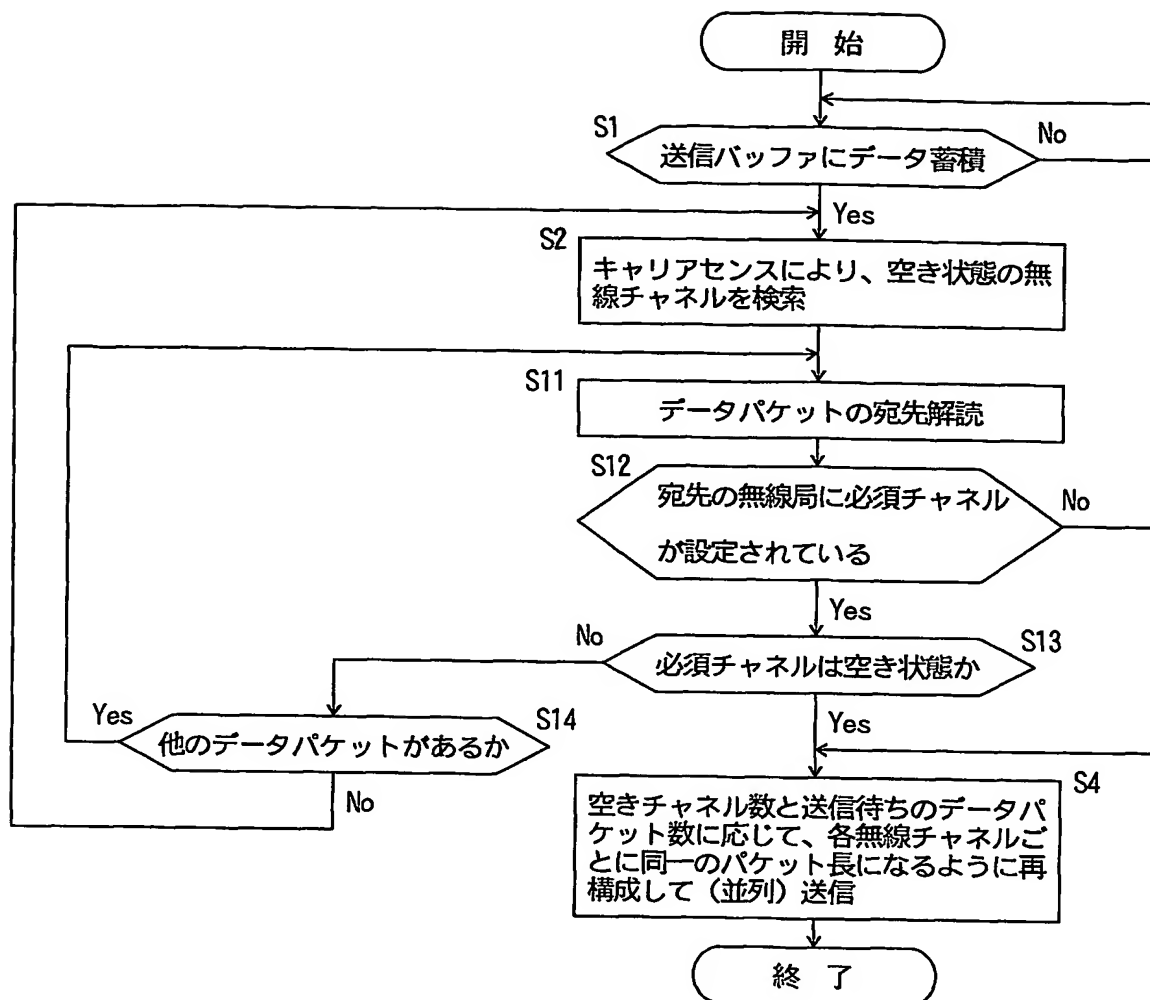 開 始
S1
送信バッファにデータ蓄積
No
Yes
S2
キャリアセンスにより、空き状態の無
線チャネルを検索
S11
データパケットの宛先解読
S12
宛先の無線局に必須チャネル
が設定されている
No
Yes
No
必須チャネルは空き状態か
S13
Yes
他のデータパケットがあるか
S14
Yes
No
S4
空きチャネル数と送信待ちのデータパ
ケット数に応じて、各無線チャネルご
とに同一のパケット長になるように再
構成して（並列）送信
終 了